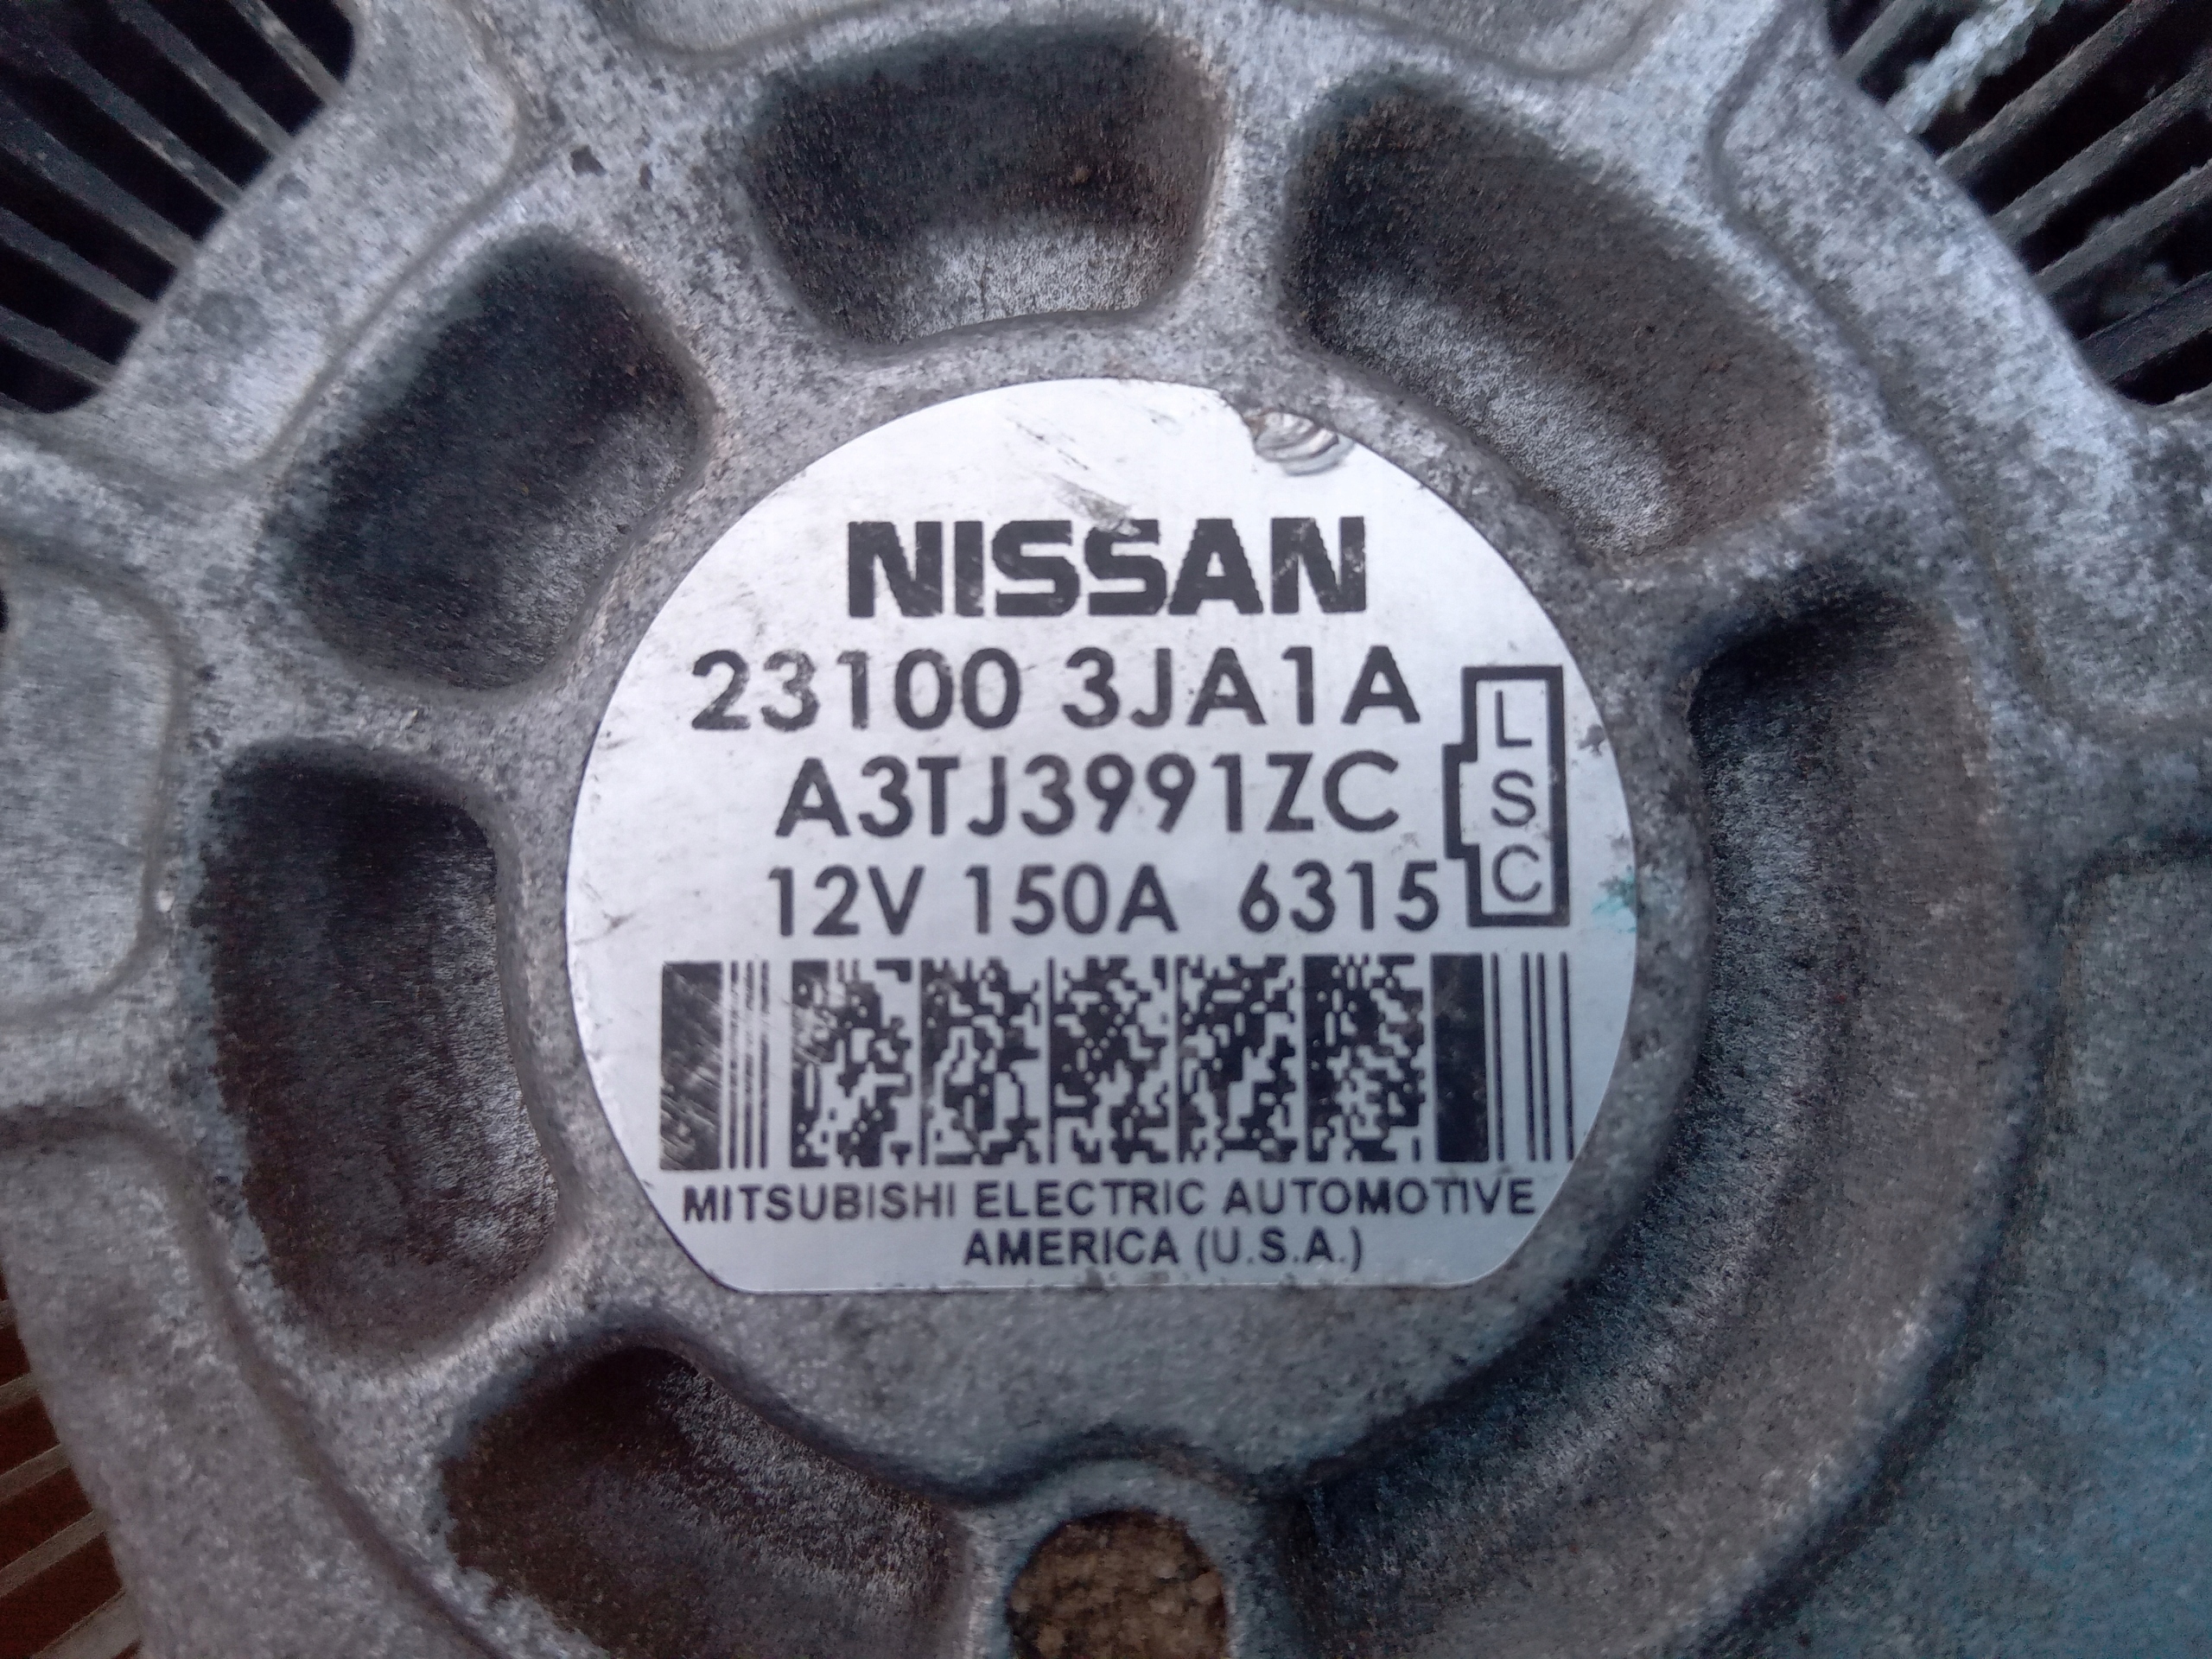 NISSAN
23100 3JA1A
A3TJ3991ZC
12V 150A 6315
L
S
C
MITSUBISHI ELECTRIC AUTOMOTIVE
AMERICA (U.S.A.)